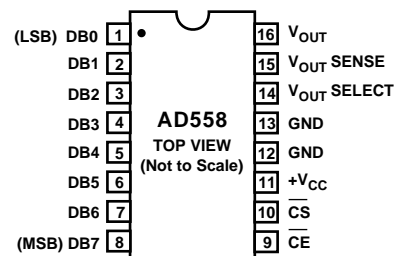 (LSB) DB0 1 16 VOUT
DB1 2 15 VOUT SENSE
DB2 3 14 VOUT SELECT
DB3 4 13 GND
DB4 5 12 GND
DB5 6 11 +VCC
DB6 7 10 C̅S̅
(MSB) DB7 8 9 C̅E̅
AD558
TOP VIEW
(Not to Scale)